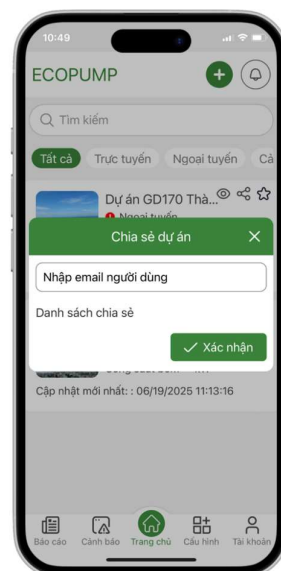 10:49
ECOPUMP
Tìm kiếm
Tất cả Trực tuyến Ngoại tuyến Cả
Dự án GD170 Thà...
Ngoại tuyến
Chia sẻ dự án
Nhập email người dùng
Danh sách chia sẻ
Xác nhận
Cập nhật mới nhất: : 06/19/2025 11:13:16
Báo cáo Cảnh báo Trang chủ Cấu hình Tài khoản